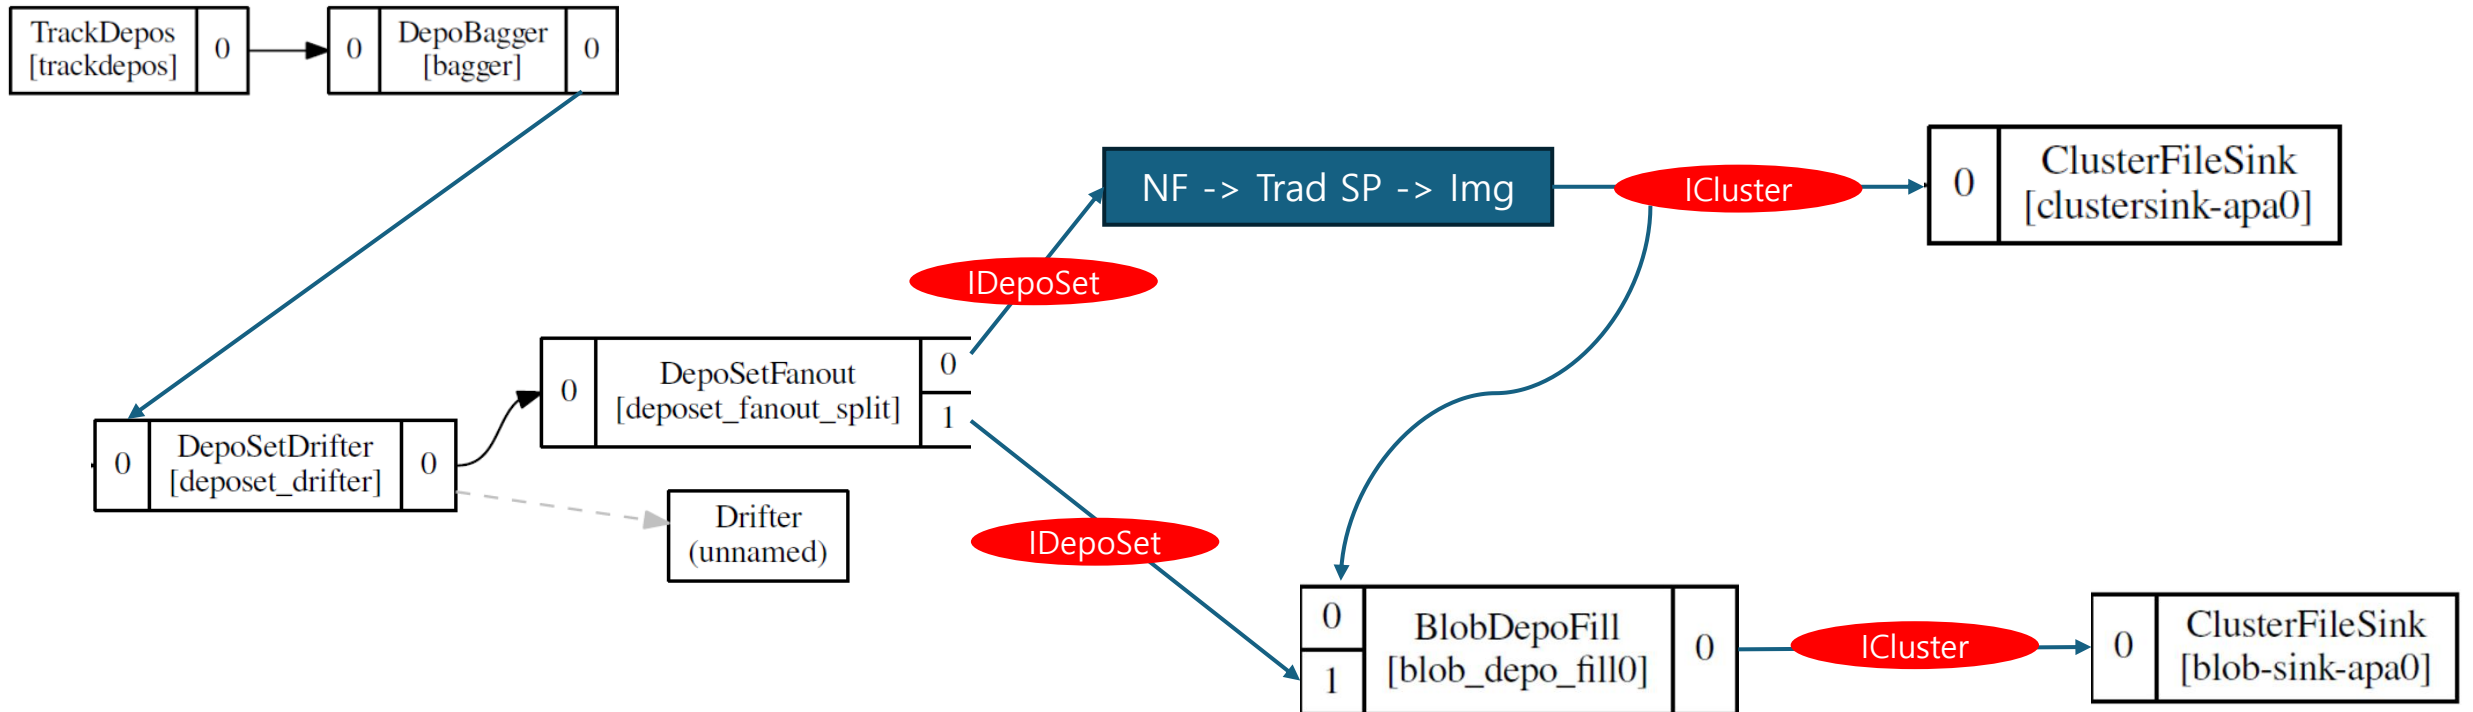 TrackDepos
[trackdepos]
0
0
DepoBagger
[bagger]
0
NF -> Trad SP -> Img
ICluster
0
ClusterFileSink
[clustersink-apa0]
IDepoSet
0
DepoSetFanout
[deposet_fanout_split]
0
1
0
DepoSetDrifter
[deposet_drifter]
0
Drifter
(unnamed)
IDepoSet
0
1
BlobDepoFill
[blob_depo_fill0]
0
ICluster
0
ClusterFileSink
[blob-sink-apa0]